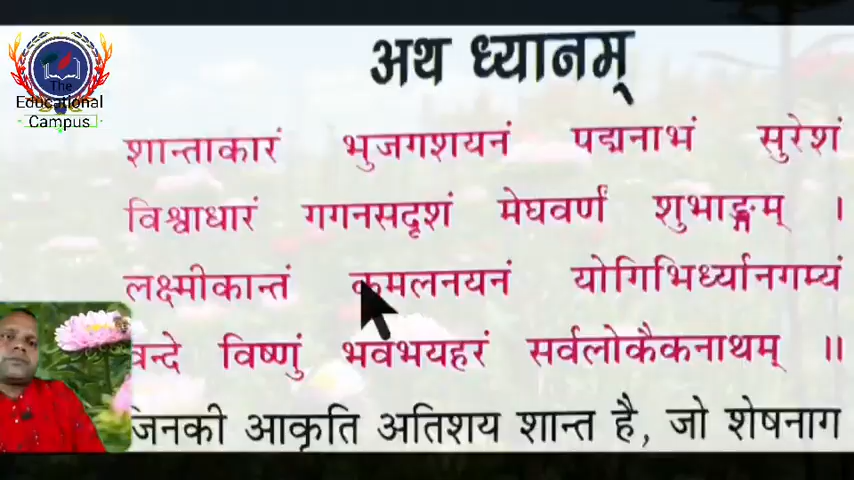 The
Educational
Campus
अथ ध्यानम्
शान्ताकारं भुजगशयनं पद्मनाभं सुरेशं
विश्वाधारं गगनसदृशं मेघवर्णं शुभाङ्गम् ।
लक्ष्मीकान्तं कमलनयनं योगिभिर्ध्यानगम्यं
वन्दे विष्णुं भवभयहरं सर्वलोकैकनाथम् ॥
जिनकी आकृति अतिशय शान्त है, जो शेषनाग